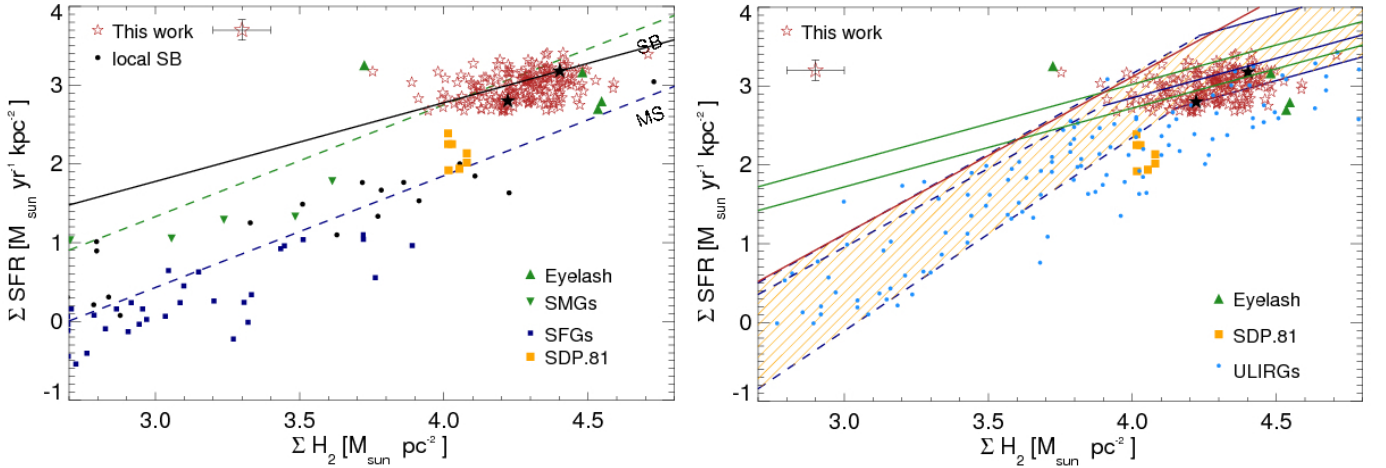 This work
local SB
SB
MS
Eyelash
SMGs
SFGs
SDP.81
4
3
2
1
0
-1
3.0 3.5 4.0 4.5
Σ SFR [M_sun yr^-1 kpc^-2]
Σ H_2 [M_sun pc^-2]
This work
Eyelash
SDP.81
ULIRGs
4
3
2
1
0
-1
3.0 3.5 4.0 4.5
Σ SFR [M_sun yr^-1 kpc^-2]
Σ H_2 [M_sun pc^-2]